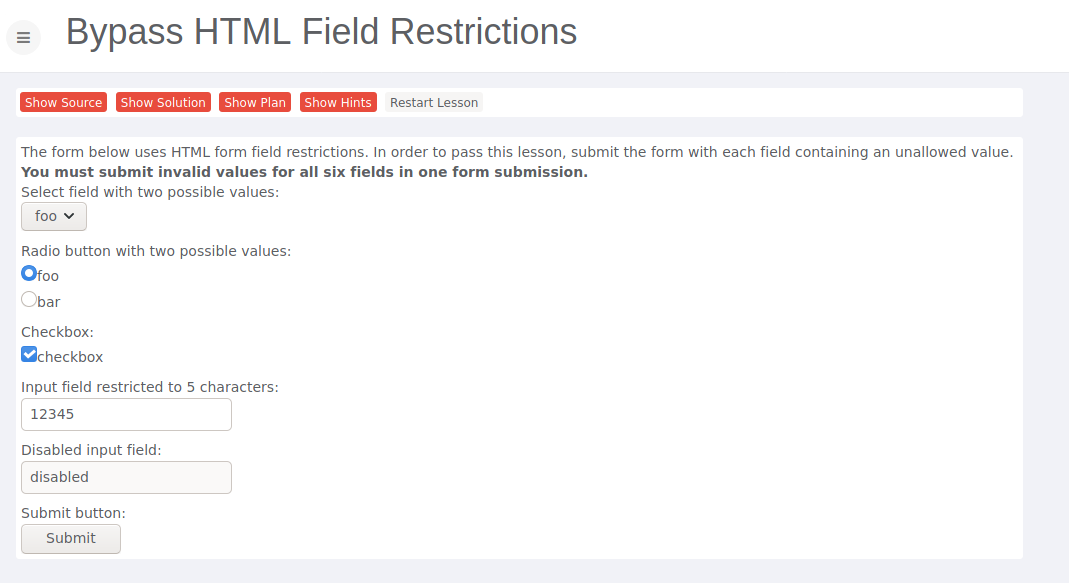 Bypass HTML Field Restrictions
Show Source Show Solution Show Plan Show Hints Restart Lesson
The form below uses HTML form field restrictions. In order to pass this lesson, submit the form with each field containing an unallowed value.
You must submit invalid values for all six fields in one form submission.
Select field with two possible values:
foo
Radio button with two possible values:
foo
bar
Checkbox:
checkbox
Input field restricted to 5 characters:
12345
Disabled input field:
disabled
Submit button:
Submit